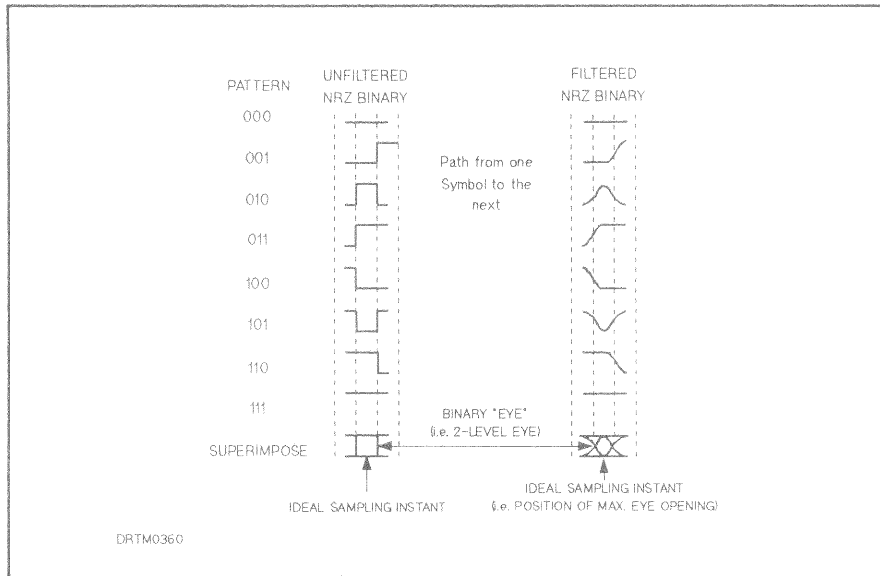 PATTERN
UNFILTERED
NRZ BINARY
FILTERED
NRZ BINARY
000
001
010
011
100
101
110
111
SUPERIMPOSE
Path from one
Symbol to the
next
BINARY "EYE"
(i.e. 2-LEVEL EYE)
IDEAL SAMPLING INSTANT
IDEAL SAMPLING INSTANT
(i.e. POSITION OF MAX. EYE OPENING)
DRTM0360